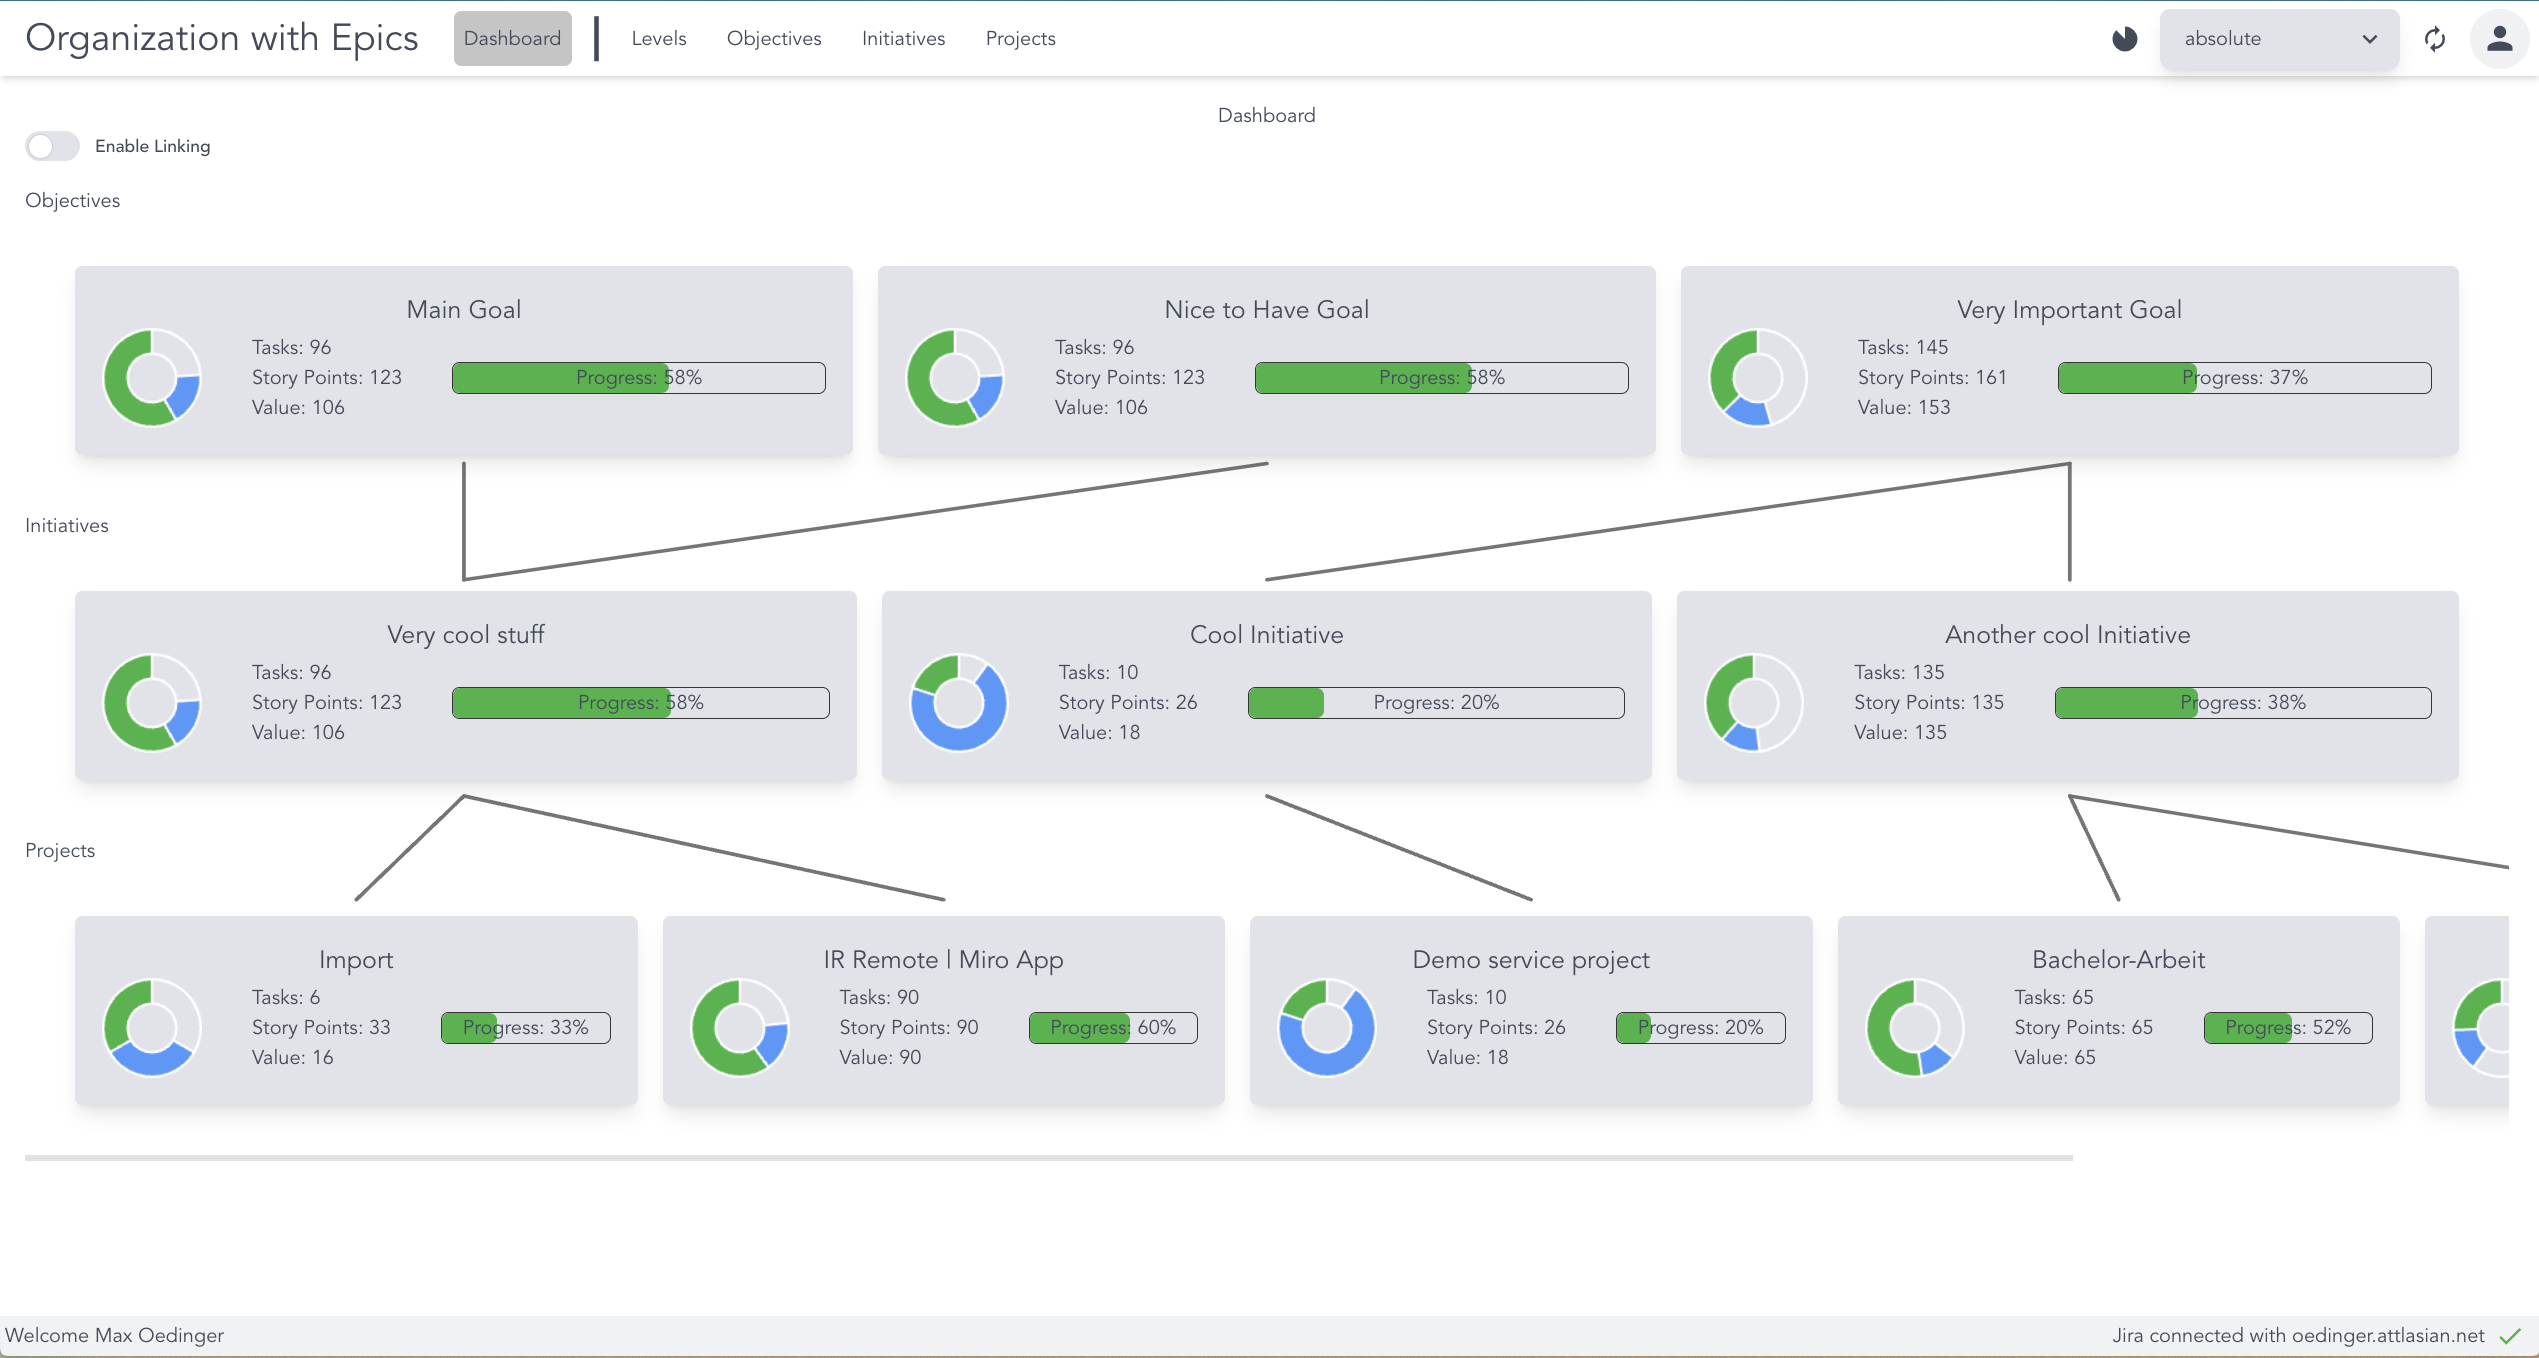 Organization with Epics
Dashboard
Levels
Objectives
Initiatives
Projects
absolute
Dashboard
Enable Linking
Objectives
Main Goal
Tasks: 96
Story Points: 123
Value: 106
Progress: 58%
Nice to Have Goal
Tasks: 96
Story Points: 123
Value: 106
Progress: 58%
Very Important Goal
Tasks: 145
Story Points: 161
Value: 153
Progress: 37%
Initiatives
Very cool stuff
Tasks: 96
Story Points: 123
Value: 106
Progress: 58%
Cool Initiative
Tasks: 10
Story Points: 26
Value: 18
Progress: 20%
Another cool Initiative
Tasks: 135
Story Points: 135
Value: 135
Progress: 38%
Projects
Import
Tasks: 6
Story Points: 33
Value: 16
Progress: 33%
IR Remote | Miro App
Tasks: 90
Story Points: 90
Value: 90
Progress: 60%
Demo service project
Tasks: 10
Story Points: 26
Value: 18
Progress: 20%
Bachelor-Arbeit
Tasks: 65
Story Points: 65
Value: 65
Progress: 52%
Welcome Max Oedinger
Jira connected with oedinger.attlasian.net